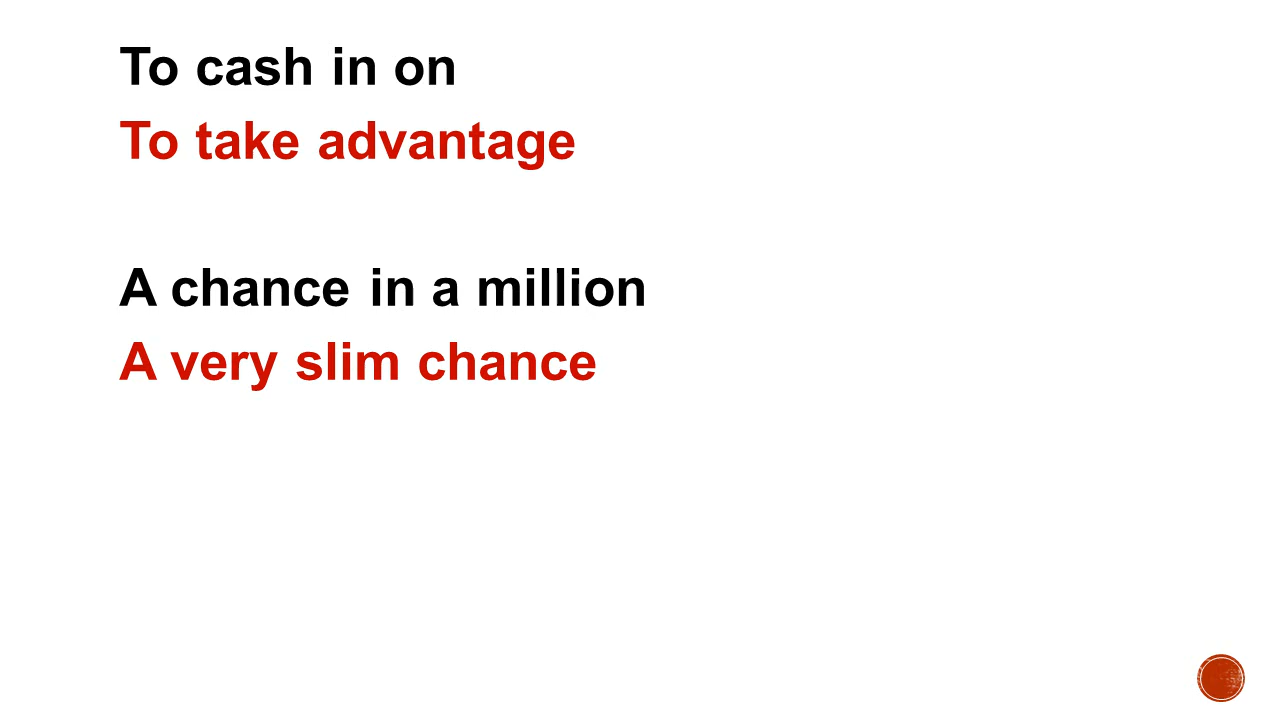 To cash in on
To take advantage
A chance in a million
A very slim chance